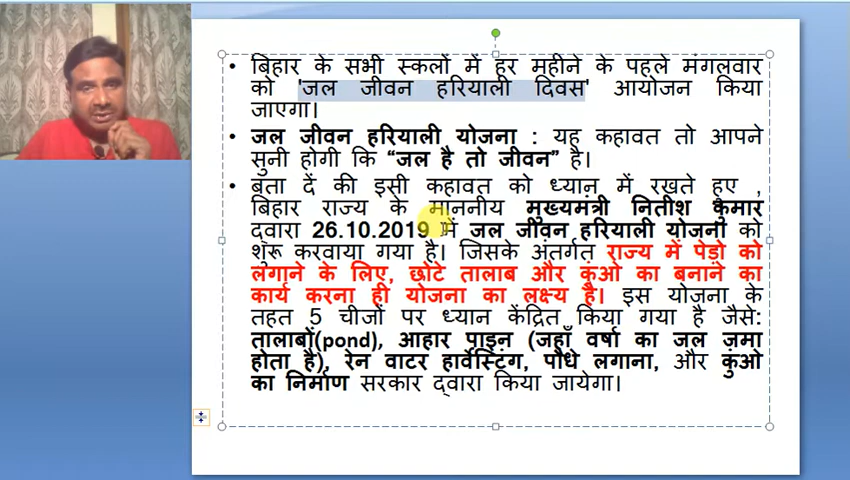 बिहार के सभी स्कलों में हर महीने के पहले मंगलवार
को 'जल जीवन हरियाली दिवस' आयोजन किया
जाएगा।
जल जीवन हरियाली योजना : यह कहावत तो आपने
सुनी होगी कि “जल है तो जीवन” है।
बता दें की इसी कहावत को ध्यान में रखते हुए ,
बिहार राज्य के माननीय मुख्यमंत्री नितीश कुमार
द्वारा 26.10.2019 में जल जीवन हरियाली योजना को
शुरू करवाया गया है। जिसके अंतर्गत राज्य में पेड़ो को
लगाने के लिए, छोटे तालाब और कुंओ का बनाने का
कार्य करना ही योजना का लक्ष्य है। इस योजना के
तहत 5 चीजों पर ध्यान केंद्रित किया गया है जैसे:
तालाबों(pond), आहार पाइन (जहाँ वर्षा का जल जमा
होता है), रेन वाटर हार्वेस्टिंग, पौधे लगाना, और कुंओ
का निर्माण सरकार द्वारा किया जायेगा।